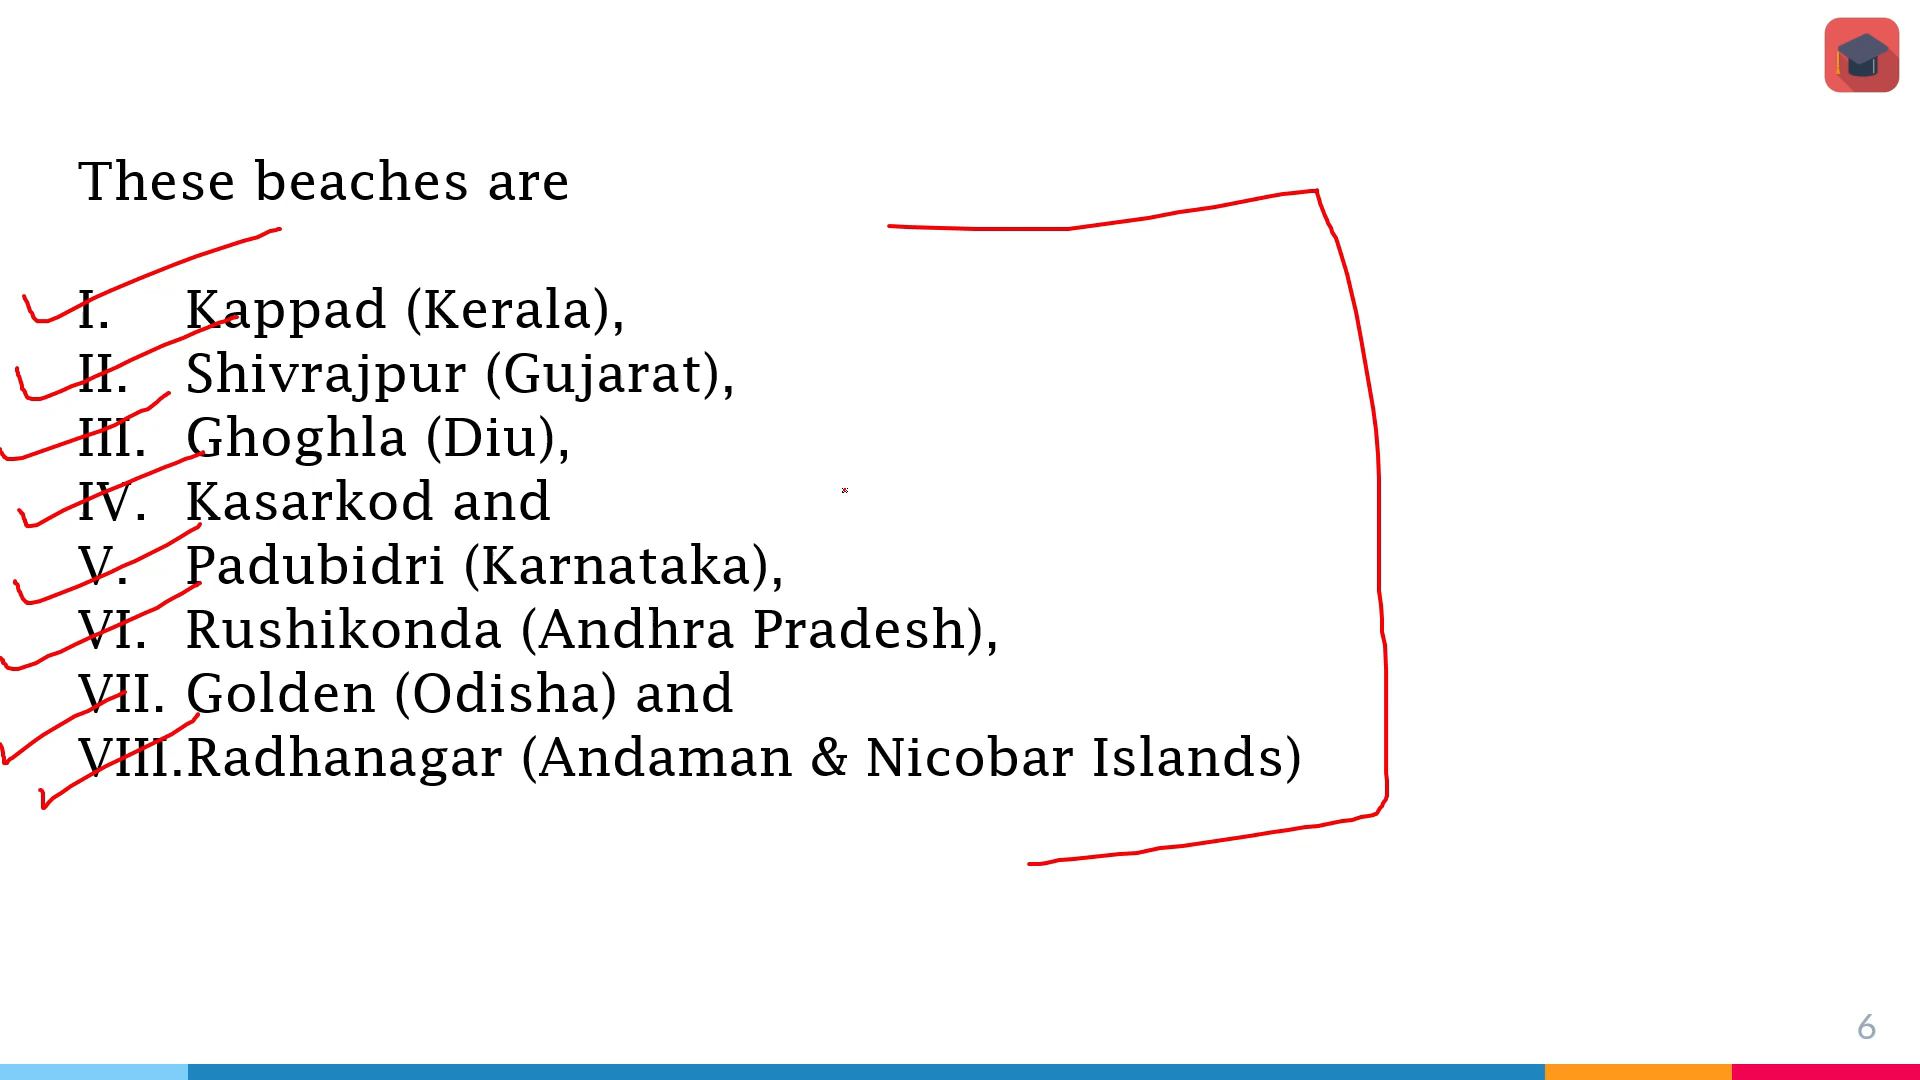 These beaches are
I. Kappad (Kerala),
II. Shivrajpur (Gujarat),
III. Ghoghla (Diu),
IV. Kasarkod and
V. Padubidri (Karnataka),
VI. Rushikonda (Andhra Pradesh),
VII. Golden (Odisha) and
VIII.Radhanagar (Andaman & Nicobar Islands)
6